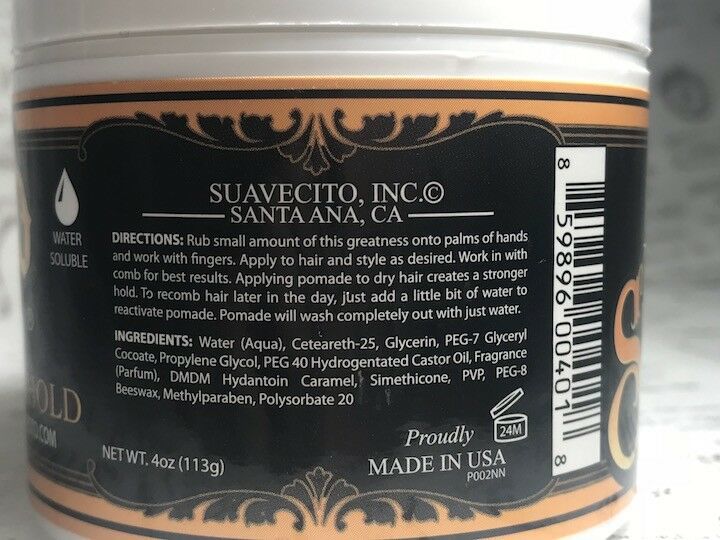 SUAVECITO, INC.©
SANTA ANA, CA
WATER
SOLUBLE
DIRECTIONS: Rub small amount of this greatness onto palms of hands
and work with fingers. Apply to hair and style as desired. Work in with
comb for best results. Applying pomade to dry hair creates a stronger
hold. To recomb hair later in the day, just add a little bit of water to
reactivate pomade. Pomade will wash completely out with just water.
INGREDIENTS: Water (Aqua), Ceteareth-25, Glycerin, PEG-7 Glyceryl
Cocoate, Propylene Glycol, PEG 40 Hydrogentated Castor Oil, Fragrance
(Parfum), DMDM Hydantoin Caramel, Simethicone, PVP, PEG-8
Beeswax, Methylparaben, Polysorbate 20
HOLD
.COM
NET WT. 4oz (113g)
Proudly
MADE IN USA
24M
P002NN
8 59896 00401 8